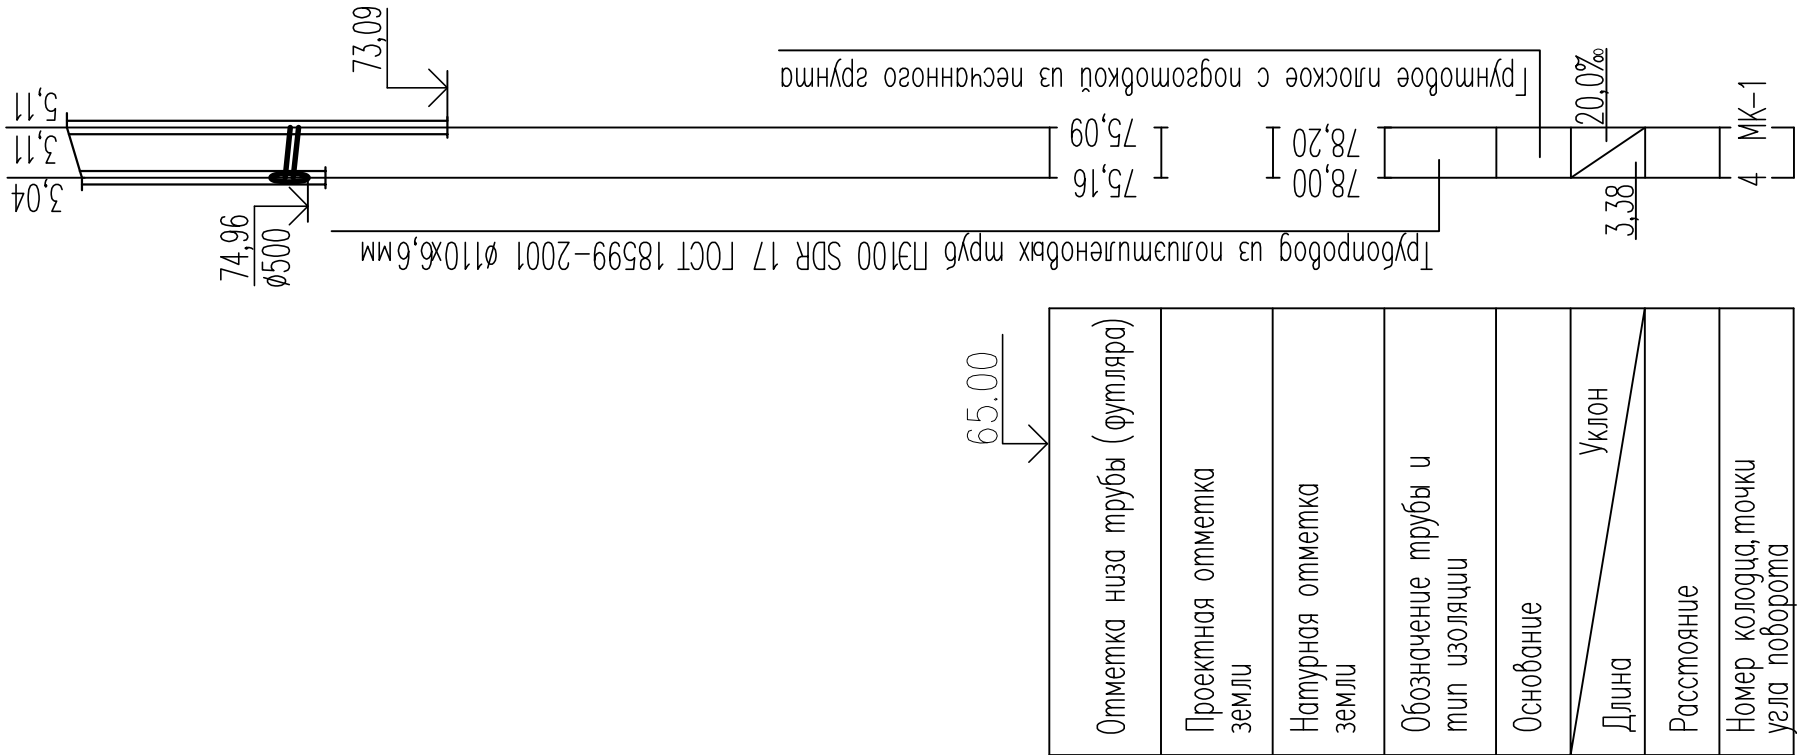 5,11
3,11
3,04
73,09
74,96
ø500
Грунтовое плоское с подготовкой из песчанного грунта
75,09
75,16
78,20
78,00
20,0‰
3,38
МК-1
4
Трубопровод из полиэтиленовых труб ПЭ100 SDR 17 ГОСТ 18599-2001 ø110х6,6мм
65.00
Отметка низа трубы (футляра)
Проектная отметка
земли
Натурная отметка
земли
Обозначение трубы и
тип изоляции
Основание
Уклон
Длина
Расстояние
Номер колодца,точки
угла поворота